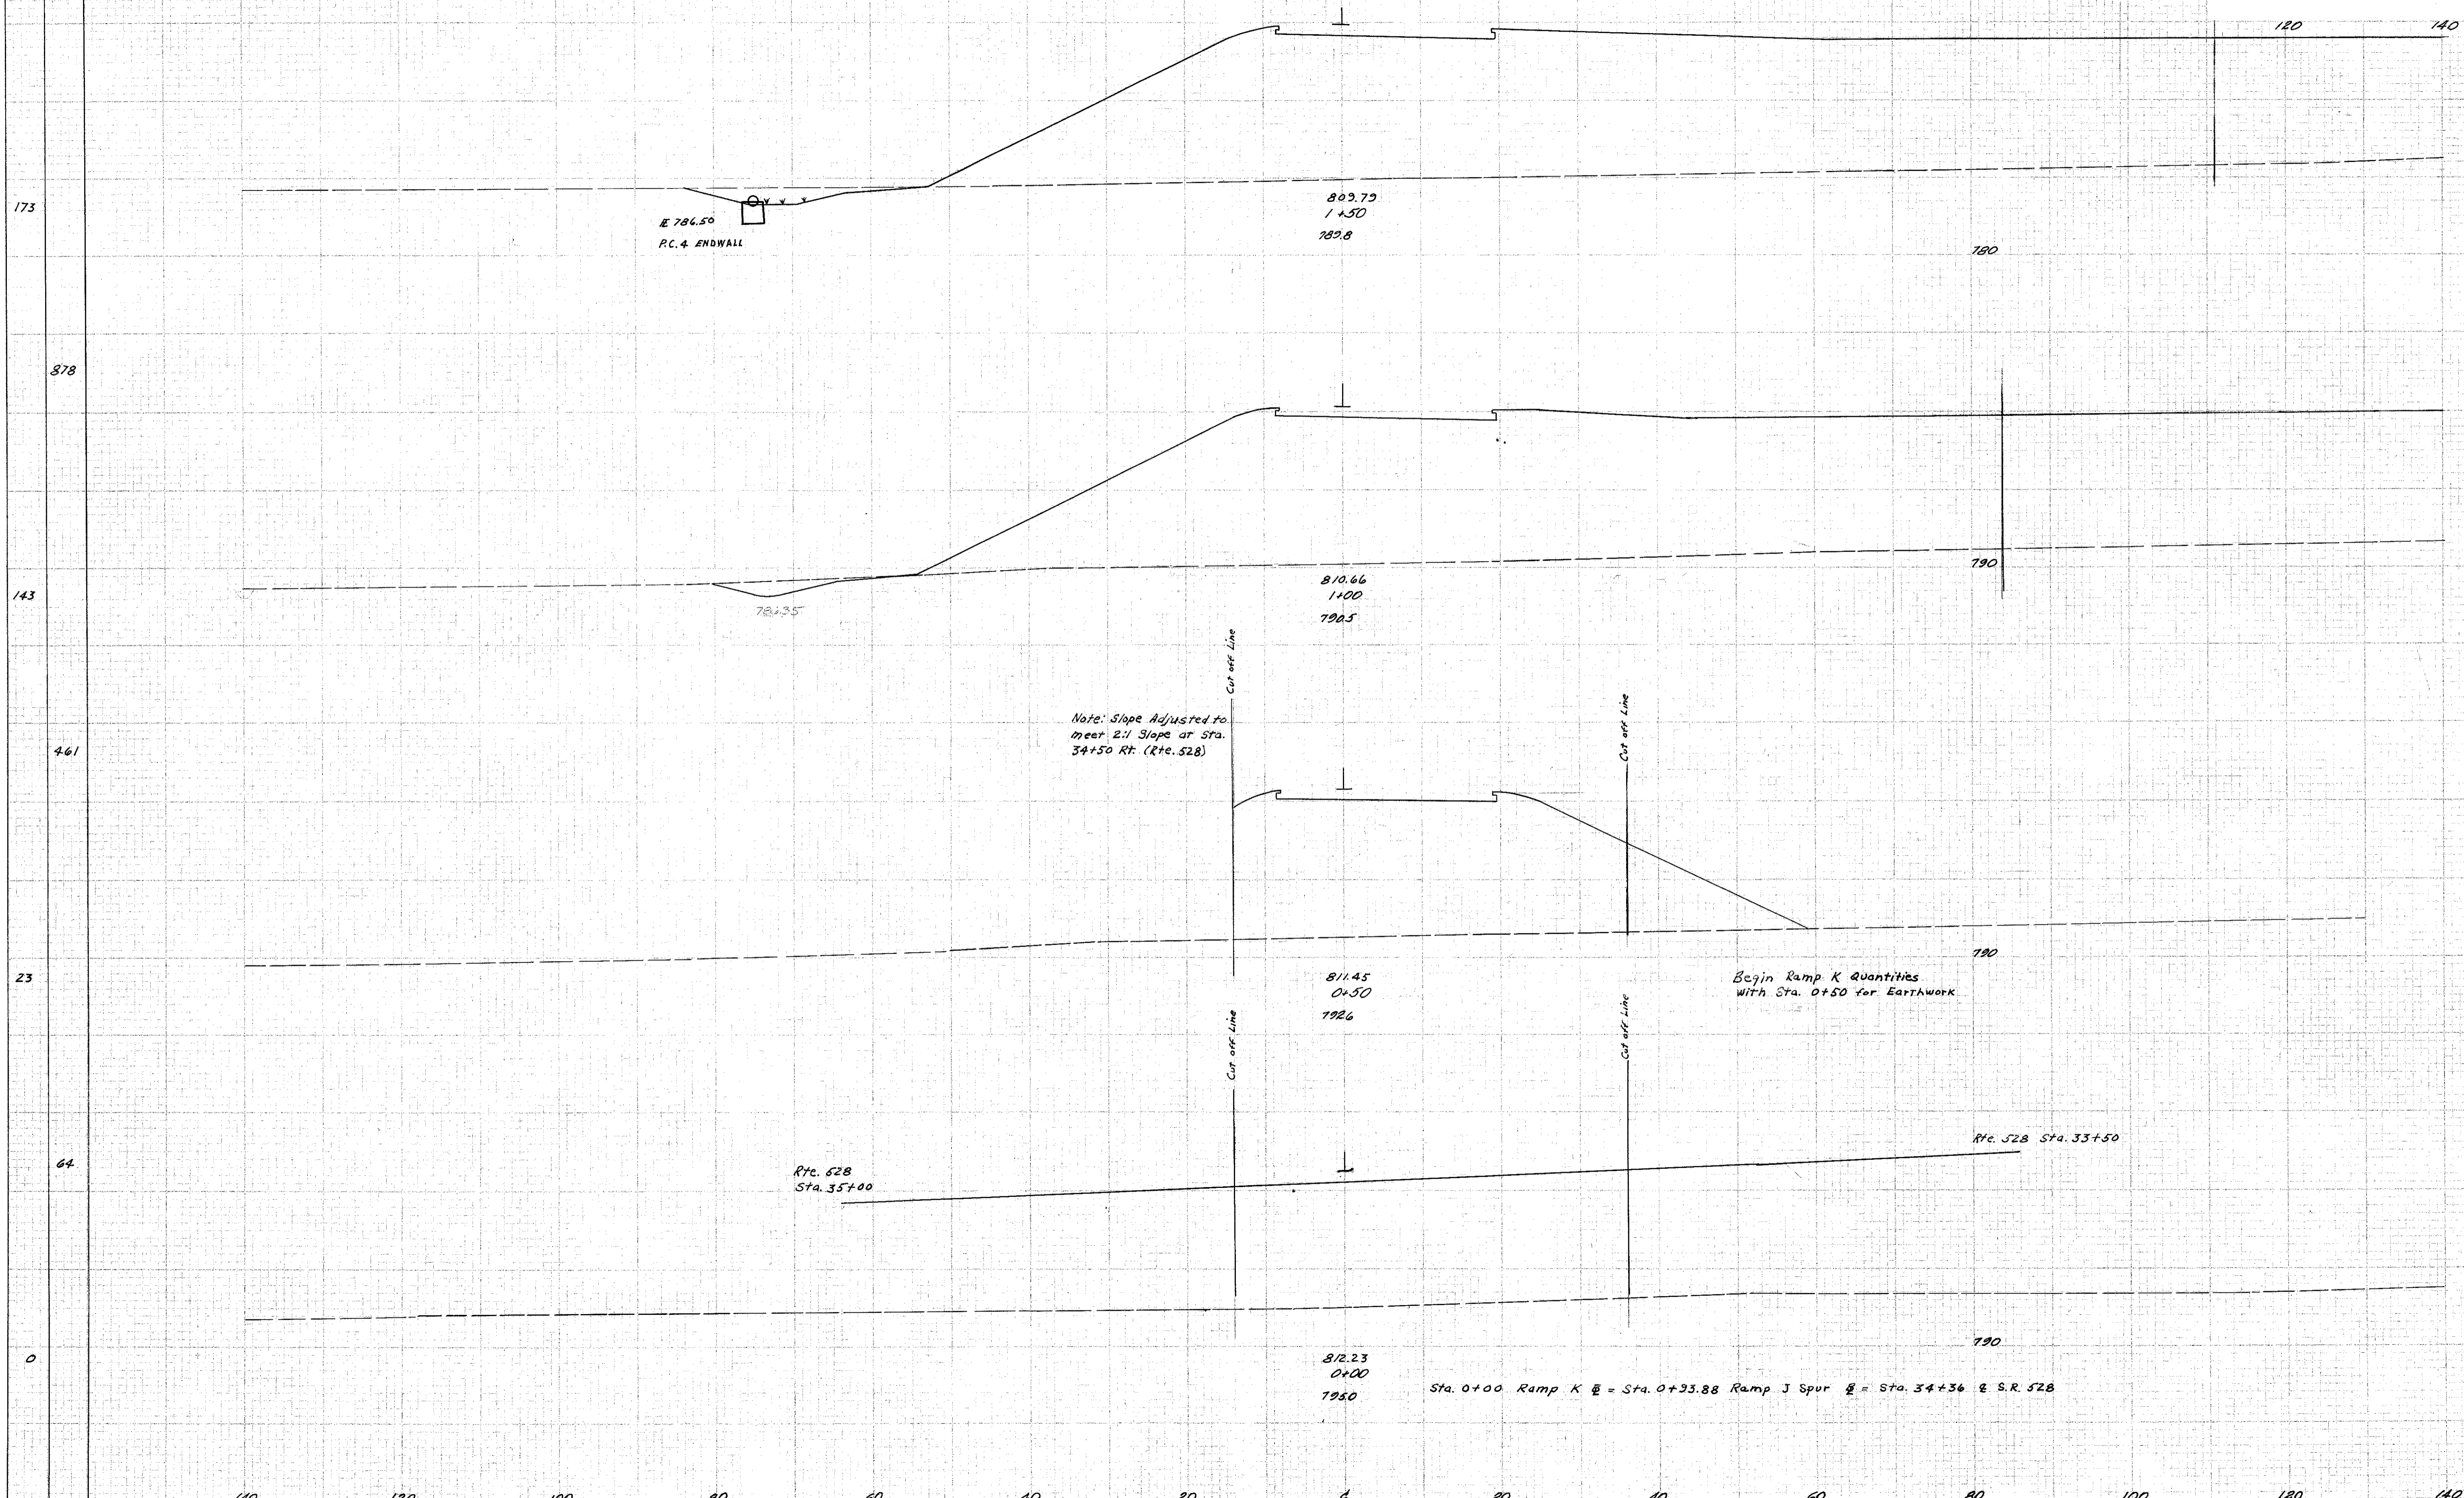 120
140
173
809.79
1+50
789.8
E 786.50
P.C. 4 ENDWALL
780
878
790
810.66
1+00
790.5
143
786.35
Cut off Line
Cut off Line
Note: Slope Adjusted to
meet 2:1 Slope at Sta.
34+50 Rt. (Rte. 528)
461
790
23
811.45
0+50
792.6
Begin Ramp K Quantities
with Sta. 0+50 for Earthwork
Cut off Line
Cut off Line
Rte. 528 Sta. 33+50
64
Rte. 528
Sta. 35+00
790
0
812.23
0+00
795.0
Sta. 0+00 Ramp K ℄ = Sta. 0+93.88 Ramp J Spur ℄ = Sta. 34+36 ℄ S.R. 528
140 120 100 80 60 40 20 ℄ 20 40 60 80 100 120 140